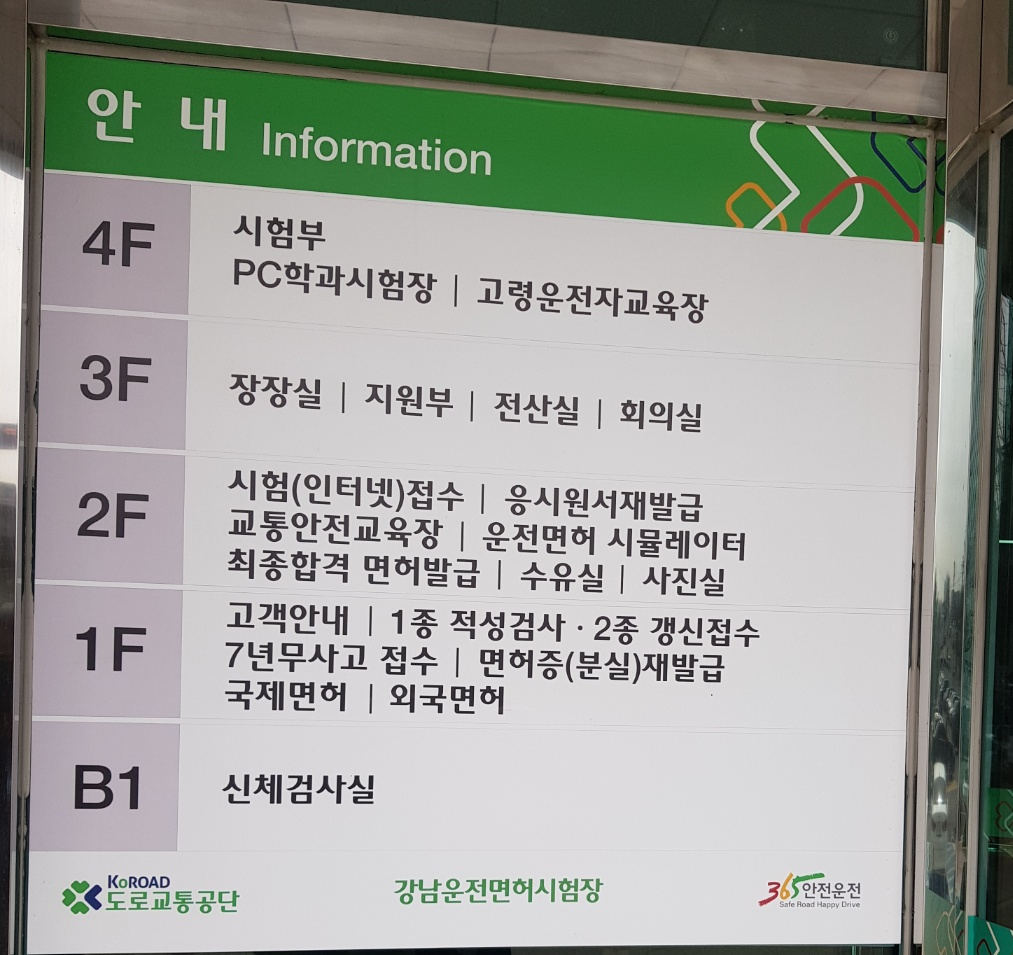 안 내 Information
4F
시험부
PC학과시험장 | 고령운전자교육장
3F
장장실 | 지원부 | 전산실 | 회의실
2F
시험(인터넷)접수 | 응시원서재발급
교통안전교육장 | 운전면허 시뮬레이터
최종합격 면허발급 | 수유실 | 사진실
1F
고객안내 | 1종 적성검사 · 2종 갱신접수
7년무사고 접수 | 면허증(분실)재발급
국제면허 | 외국면허
B1
신체검사실
KoROAD
도로교통공단
강남운전면허시험장
365안전운전
Safe Road Happy Drive